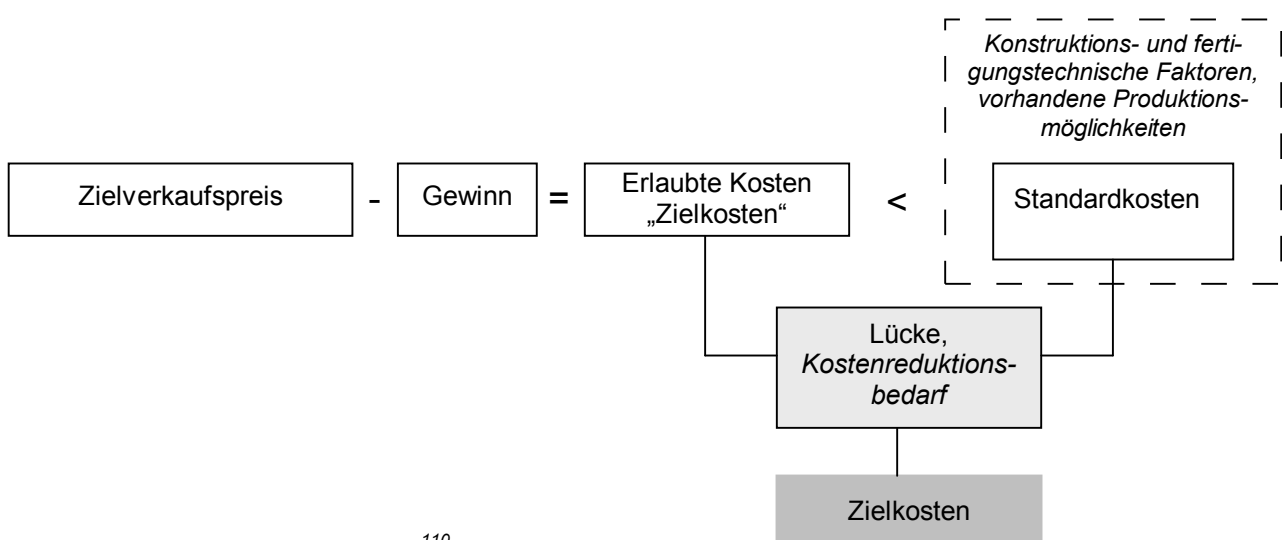 Konstruktions- und ferti-
gungstechnische Faktoren,
vorhandene Produktions-
möglichkeiten
Zielverkaufspreis
-
Gewinn
=
Erlaubte Kosten
„Zielkosten“
<
Standardkosten
Lücke,
Kostenreduktions-
bedarf
Zielkosten
110